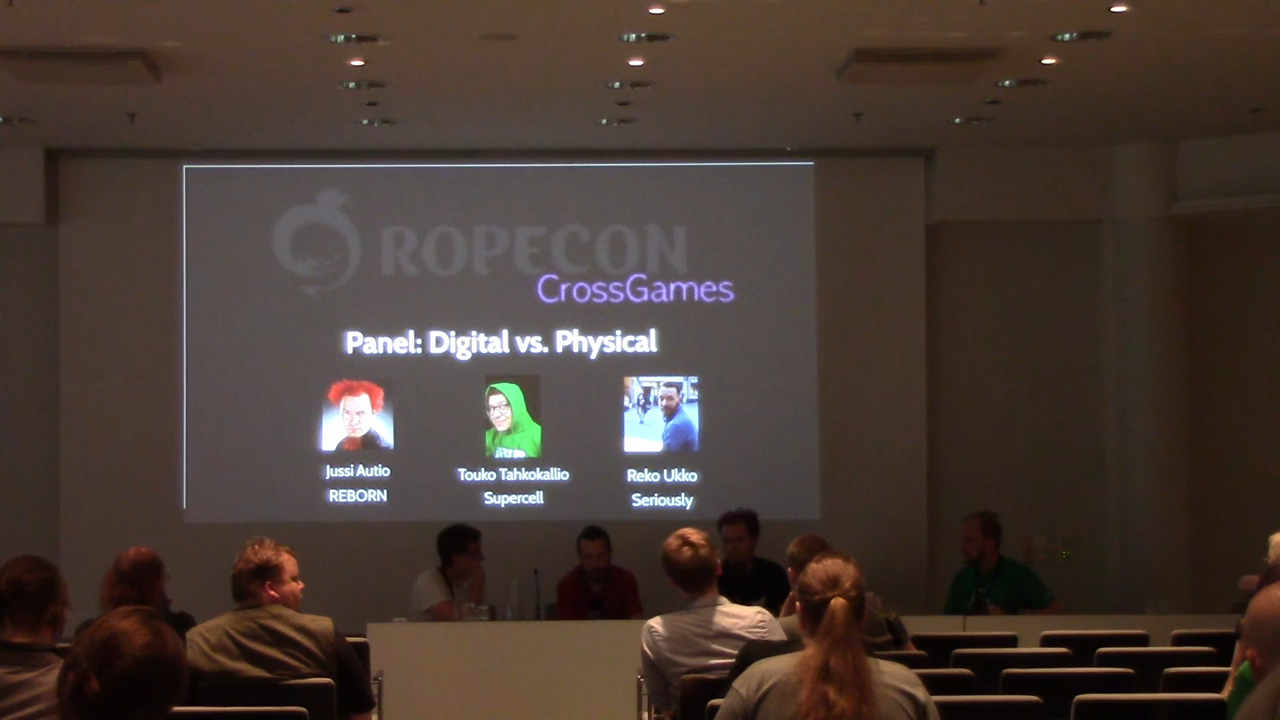 ROPECON
CrossGames
Panel: Digital vs. Physical
Jussi Autio
REBORN
Touko Tahkokallio
Supercell
Reko Ukko
Seriously